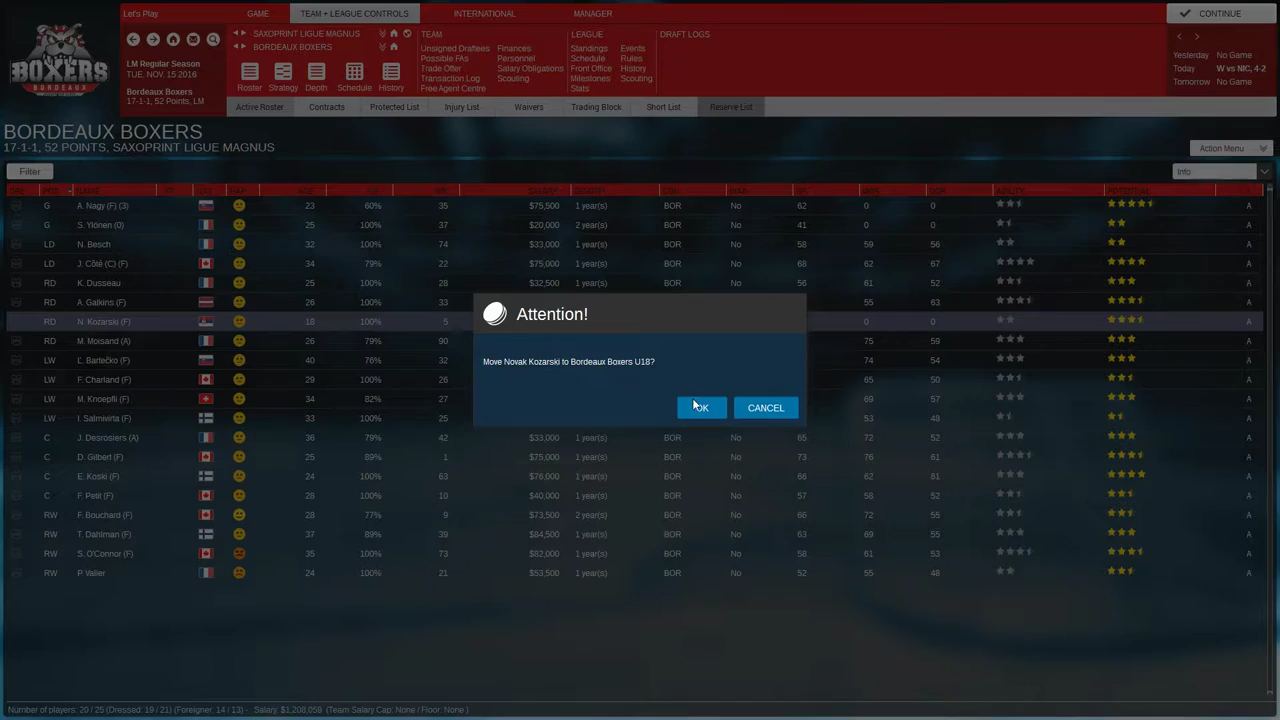 Let's Play GAME TEAM + LEAGUE CONTROLS INTERNATIONAL MANAGER CONTINUE
SAXOPRINT LIGUE MAGNUS
BORDEAUX BOXERS
LM Regular Season
TUE, NOV, 15 2016
Bordeaux Boxers
17-1-1, 52 Points, LM
BOXERS
BORDEAUX
Roster Strategy Depth Schedule History
TEAM
Unsigned Draftees Finances
Possible FAs Personnel
Trade Offer Salary Obligations
Transaction Log Scouting
Free Agent Centre
LEAGUE
Standings Events
Schedule Rules
Front Office History
Milestones Scouting
Stats
DRAFT LOGS
Yesterday No Game
Today W vs NIC, 4-2
Tomorrow No Game
Active Roster Contracts Protected List Injury List Waivers Trading Block Short List Reserve List
BORDEAUX BOXERS
17-1-1, 52 POINTS, SAXOPRINT LIGUE MAGNUS
Action Menu
Filter Info
POS NAME AGE SALARY ABILITY POTENTIAL
G A. Nagy (F) (3) 23 60% 35 $75,500 1 year(s) BOR No 62 0 0 A
G S. Ylönen (0) 25 100% 37 $20,000 2 year(s) BOR No 41 0 0 A
LD N. Besch 32 100% 74 $33,000 1 year(s) BOR No 58 59 56 A
LD J. Côté (C) (F) 34 79% 22 $75,000 1 year(s) BOR No 68 62 67 A
RD K. Dusseau 25 100% 28 $32,500 1 year(s) BOR No 56 61 52 A
RD A. Galkins (F) 26 100% 33 55 63 A
RD N. Kozarski (F) 18 100% 5 0 0 A
RD M. Moisand (A) 26 79% 90 75 59 A
LW Ľ. Bartečko (F) 40 76% 32 74 54 A
LW F. Charland (F) 29 100% 26 65 50 A
LW M. Knoepfli (F) 34 82% 27 69 57 A
LW I. Salmivirta (F) 33 100% 25 53 48 A
C J. Desrosiers (A) 36 79% 42 $33,000 1 year(s) BOR No 65 72 52 A
C D. Gilbert (F) 25 89% 1 $75,000 1 year(s) BOR No 73 76 61 A
C E. Koski (F) 24 100% 63 $76,000 1 year(s) BOR No 66 62 61 A
C F. Petit (F) 28 100% 10 $40,000 1 year(s) BOR No 57 58 52 A
RW F. Bouchard (F) 28 77% 9 $73,500 2 year(s) BOR No 66 72 55 A
RW T. Dahlman (F) 37 89% 39 $84,500 1 year(s) BOR No 63 69 55 A
RW S. O'Connor (F) 35 100% 73 $82,000 1 year(s) BOR No 58 61 53 A
RW P. Valier 24 100% 21 $53,500 1 year(s) BOR No 52 55 48 A
Attention!
Move Novak Kozarski to Bordeaux Boxers U18?
OK CANCEL
Number of players: 20 / 25 (Dressed: 19 / 21) (Foreigner: 14 / 13) - Salary: $1,208,058 (Team Salary Cap: None / Floor: None )